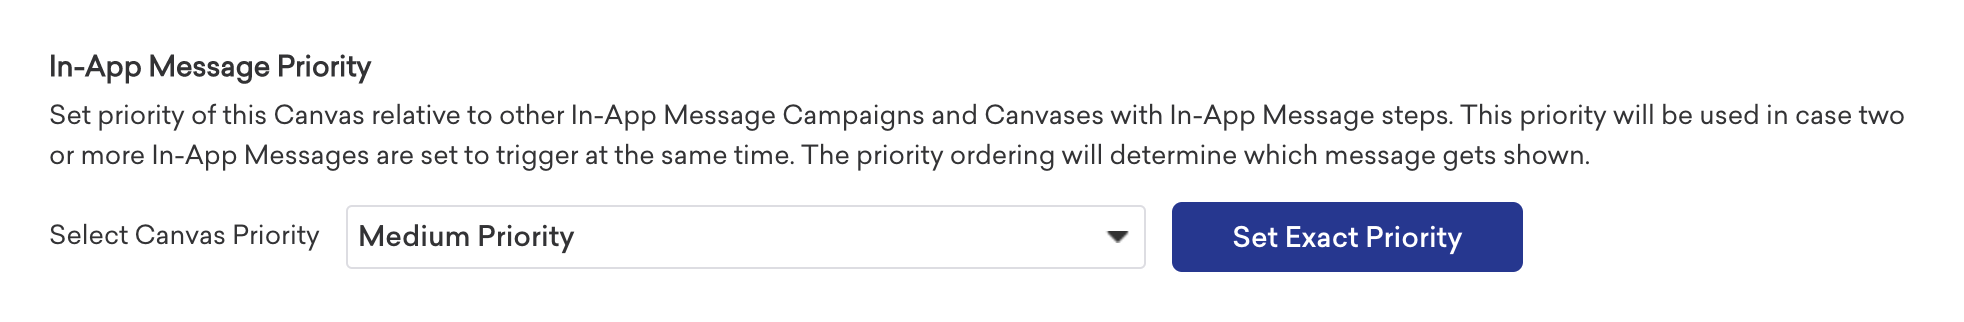 In-App Message Priority
Set priority of this Canvas relative to other In-App Message Campaigns and Canvases with In-App Message steps. This priority will be used in case two
or more In-App Messages are set to trigger at the same time. The priority ordering will determine which message gets shown.
Select Canvas Priority Medium Priority Set Exact Priority